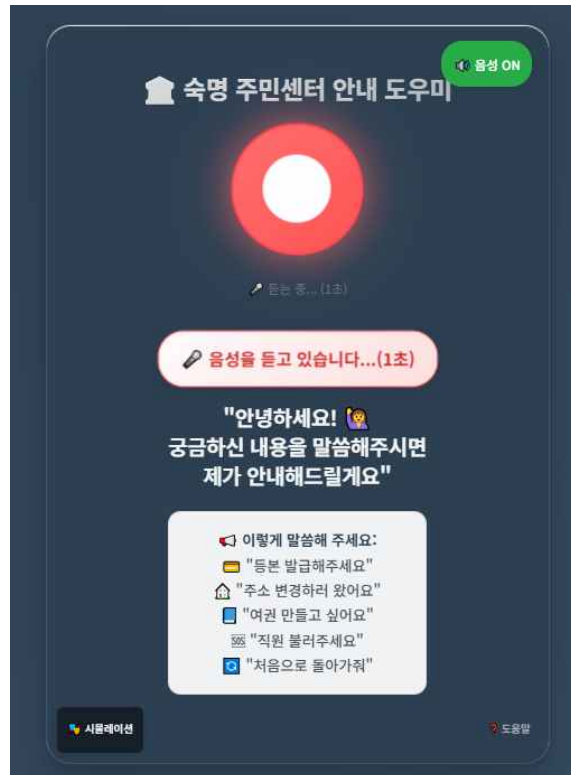 음성 ON
숙명 주민센터 안내 도우미
듣는 중... (1초)
음성을 듣고 있습니다...(1초)
"안녕하세요!
궁금하신 내용을 말씀해주시면
제가 안내해드릴게요"
이렇게 말씀해 주세요:
"등본 발급해주세요"
"주소 변경하러 왔어요"
"여권 만들고 싶어요"
SOS "직원 불러주세요"
"처음으로 돌아가줘"
시뮬레이션
? 도움말